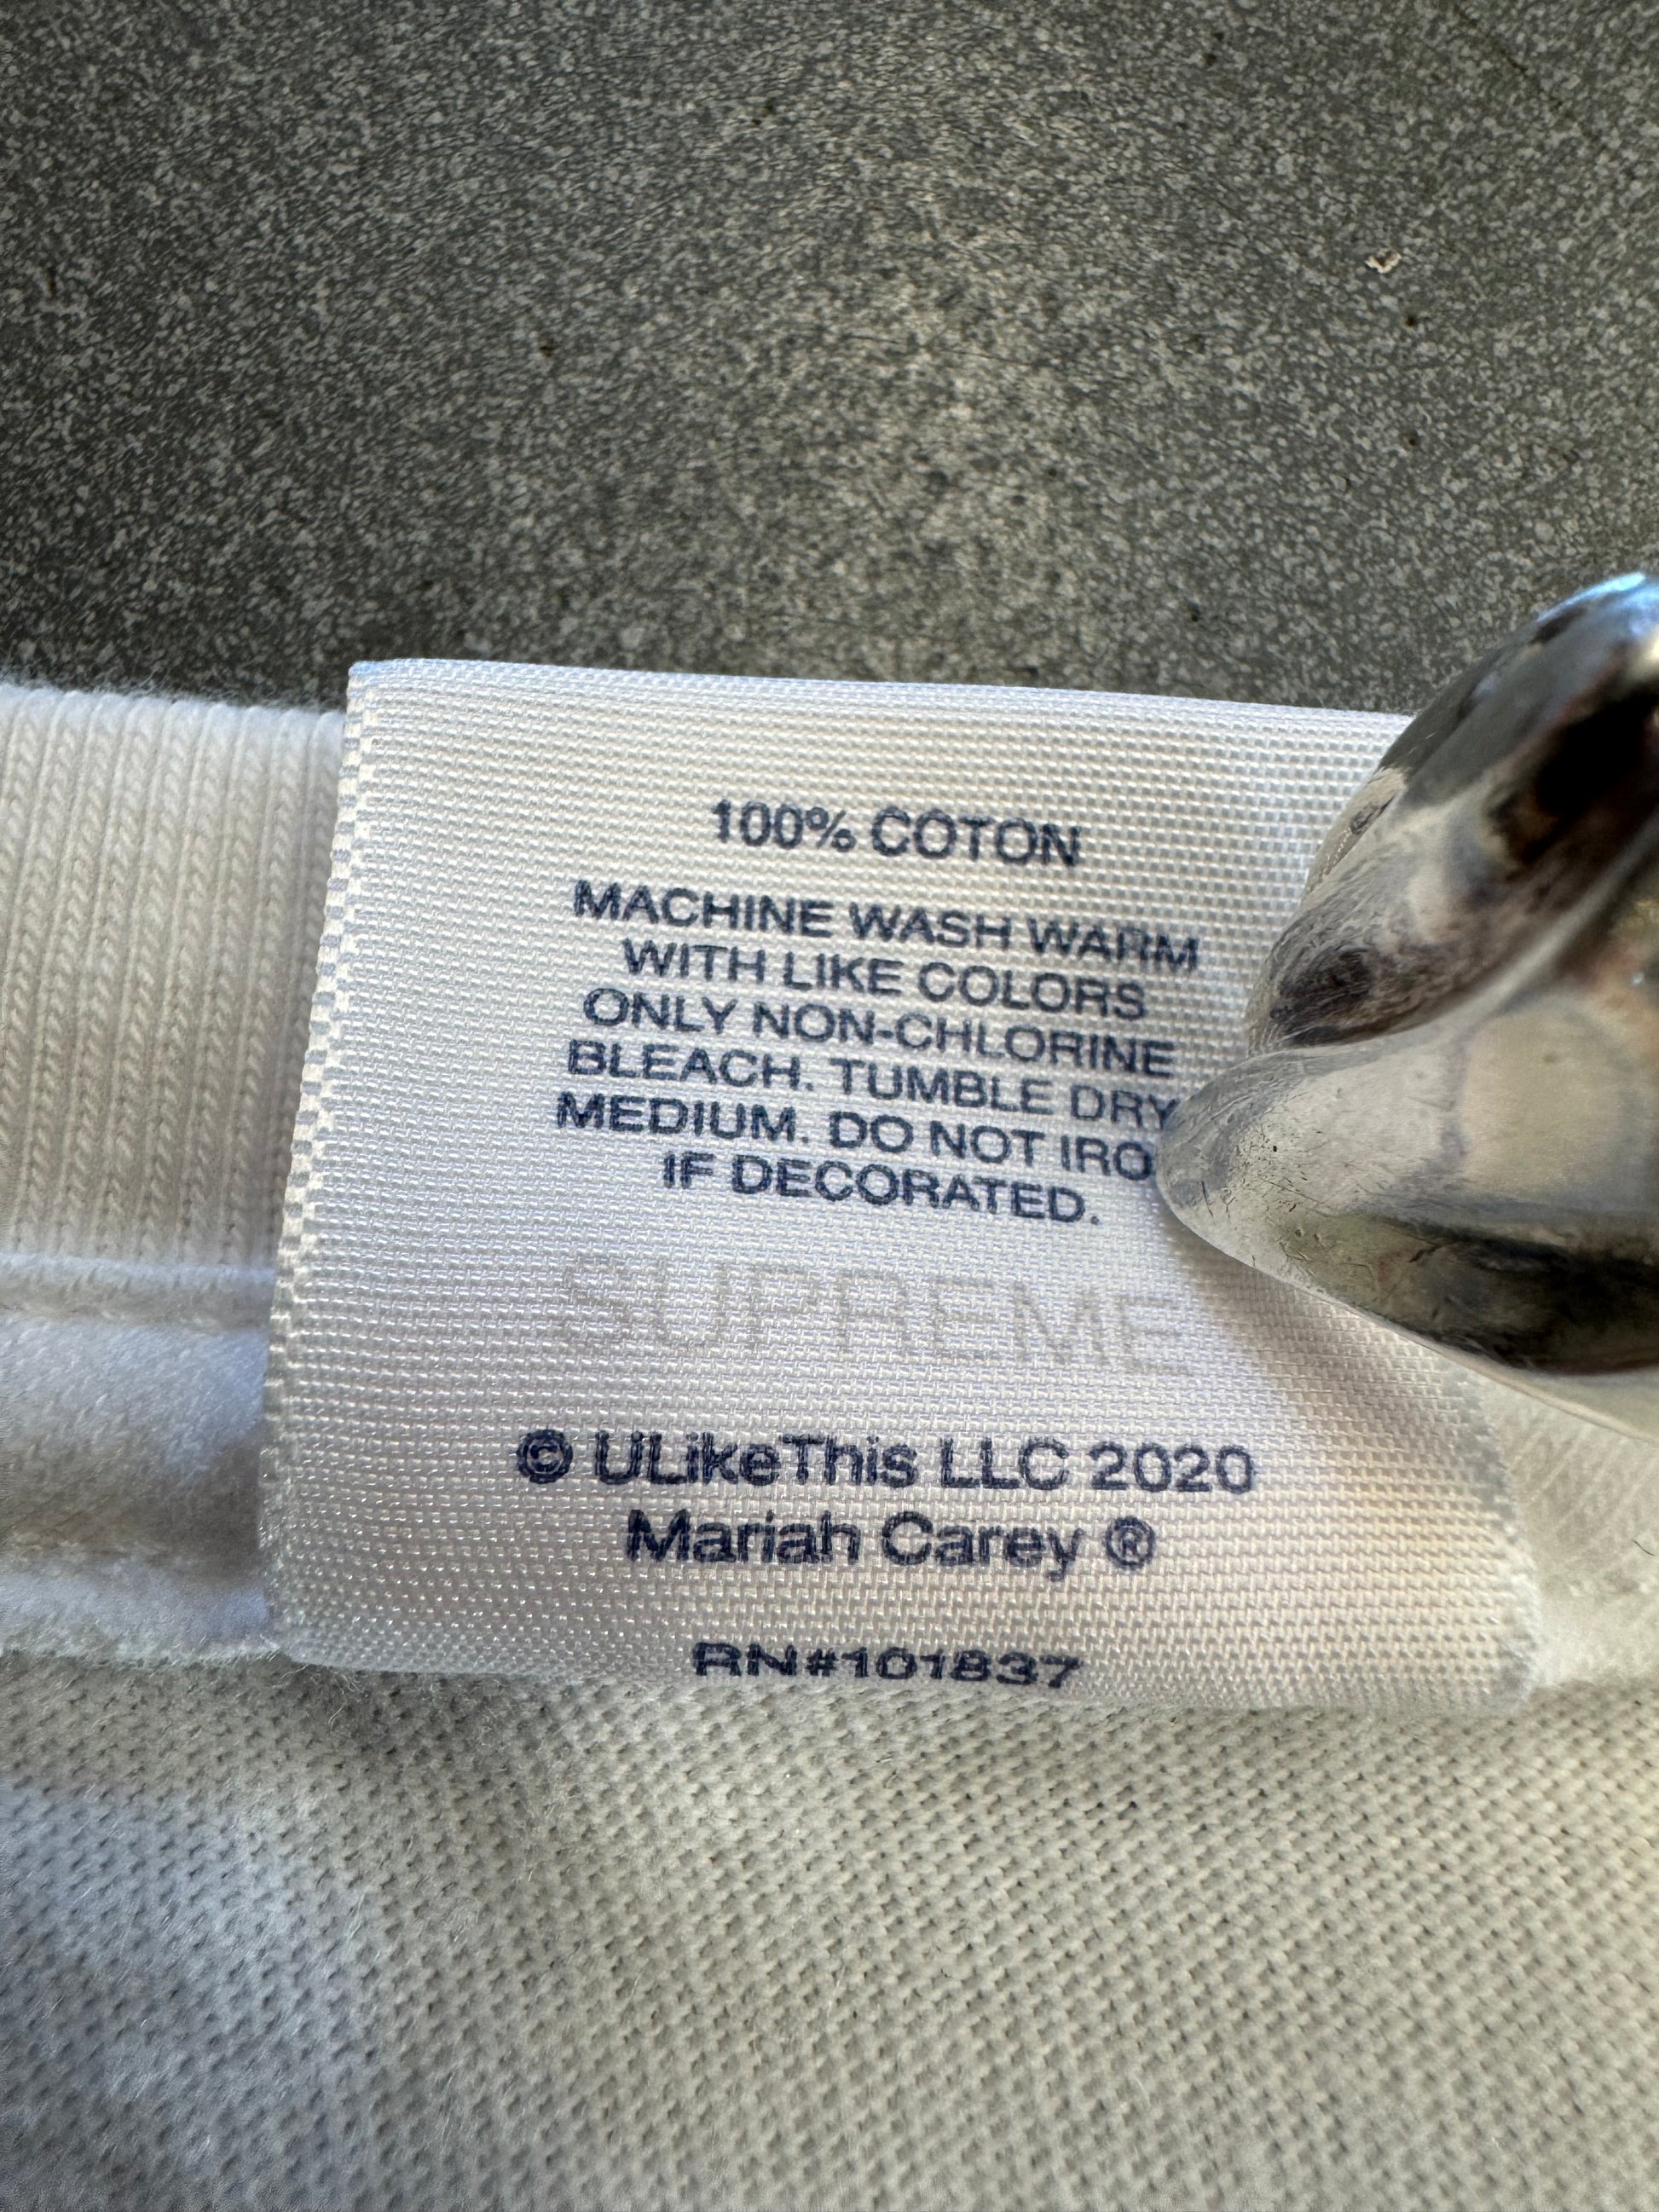 100% COTON
MACHINE WASH WARM
WITH LIKE COLORS
ONLY NON-CHLORINE
BLEACH. TUMBLE DRY
MEDIUM. DO NOT IRO
IF DECORATED.
SUPREME
© ULikeThis LLC 2020
Mariah Carey ®
RN#101837